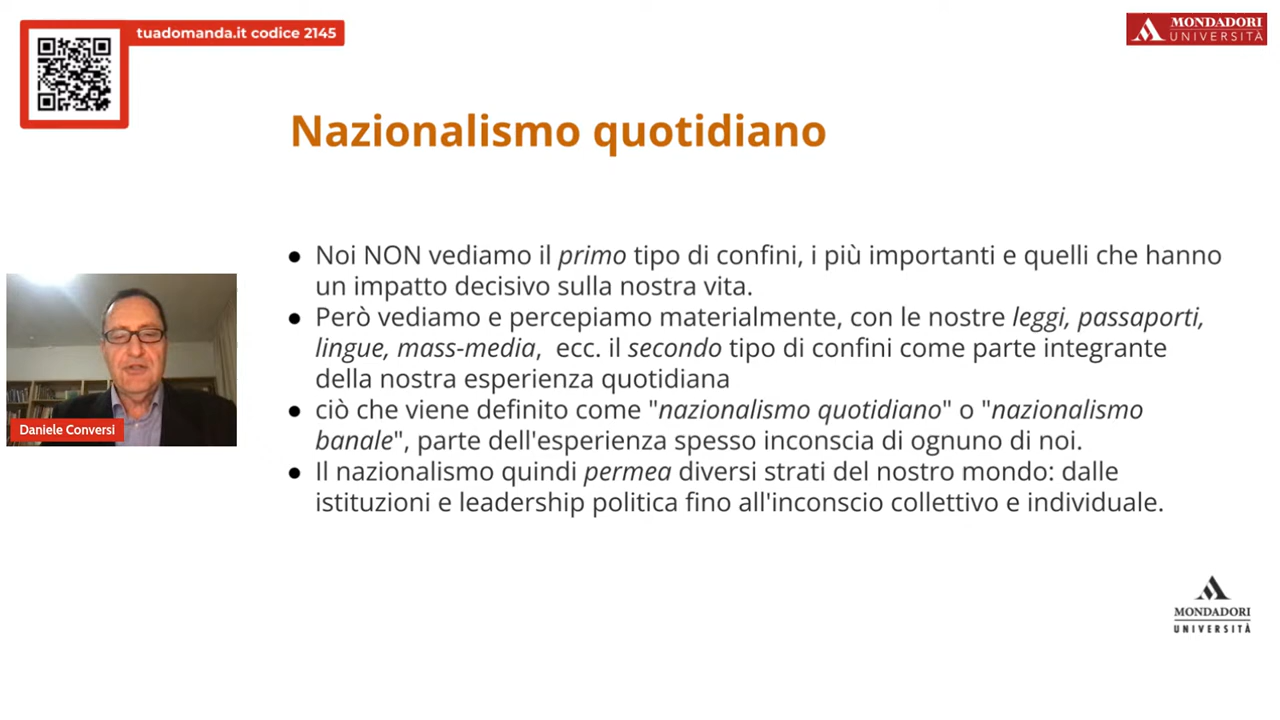 tuadomanda.it codice 2145
MONDADORI
UNIVERSITÀ
Nazionalismo quotidiano
● Noi NON vediamo il primo tipo di confini, i più importanti e quelli che hanno
un impatto decisivo sulla nostra vita.
● Però vediamo e percepiamo materialmente, con le nostre leggi, passaporti,
lingue, mass-media, ecc. il secondo tipo di confini come parte integrante
della nostra esperienza quotidiana
● ciò che viene definito come "nazionalismo quotidiano" o "nazionalismo
banale", parte dell'esperienza spesso inconscia di ognuno di noi.
● Il nazionalismo quindi permea diversi strati del nostro mondo: dalle
istituzioni e leadership politica fino all'inconscio collettivo e individuale.
Daniele Conversi
MONDADORI
UNIVERSITÀ